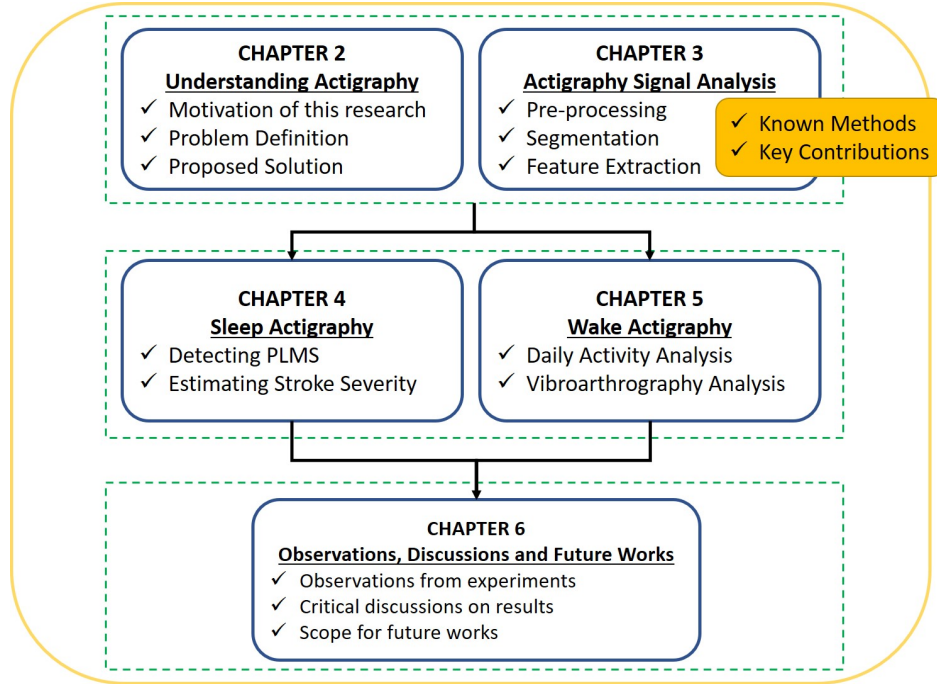 CHAPTER 2
Understanding Actigraphy
✓ Motivation of this research
✓ Problem Definition
✓ Proposed Solution
CHAPTER 3
Actigraphy Signal Analysis
✓ Pre-processing
✓ Segmentation
✓ Feature Extraction
✓ Known Methods
✓ Key Contributions
CHAPTER 4
Sleep Actigraphy
✓ Detecting PLMS
✓ Estimating Stroke Severity
CHAPTER 5
Wake Actigraphy
✓ Daily Activity Analysis
✓ Vibroarthrography Analysis
CHAPTER 6
Observations, Discussions and Future Works
✓ Observations from experiments
✓ Critical discussions on results
✓ Scope for future works